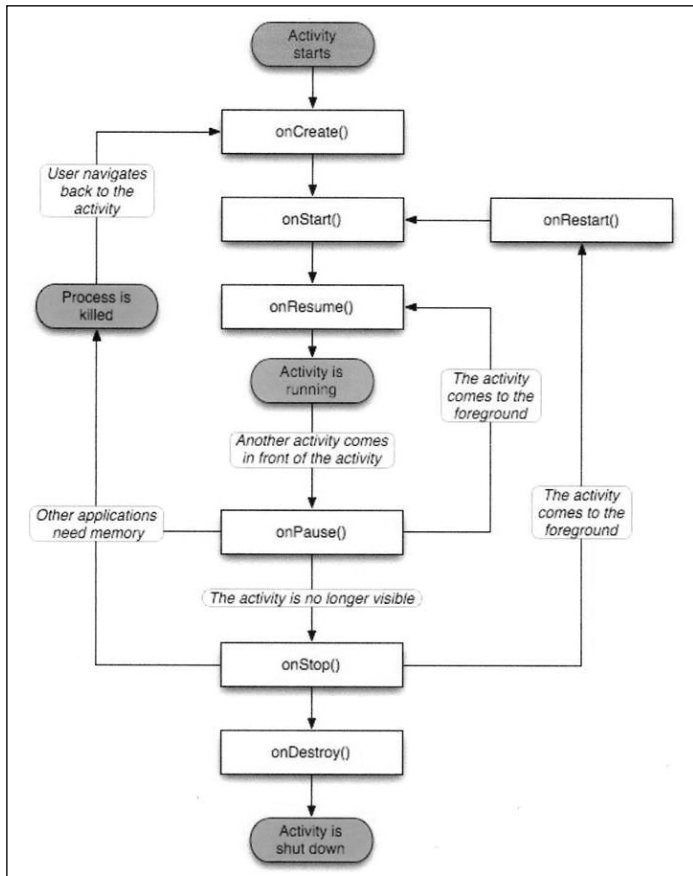 Activity
starts
onCreate()
User navigates
back to the
activity
onStart()
onRestart()
Process is
killed
onResume()
Activity is
running
The activity
comes to the
foreground
Another activity comes
in front of the activity
The activity
comes to the
foreground
Other applications
need memory
onPause()
The activity is no longer visible
onStop()
onDestroy()
Activity is
shut down